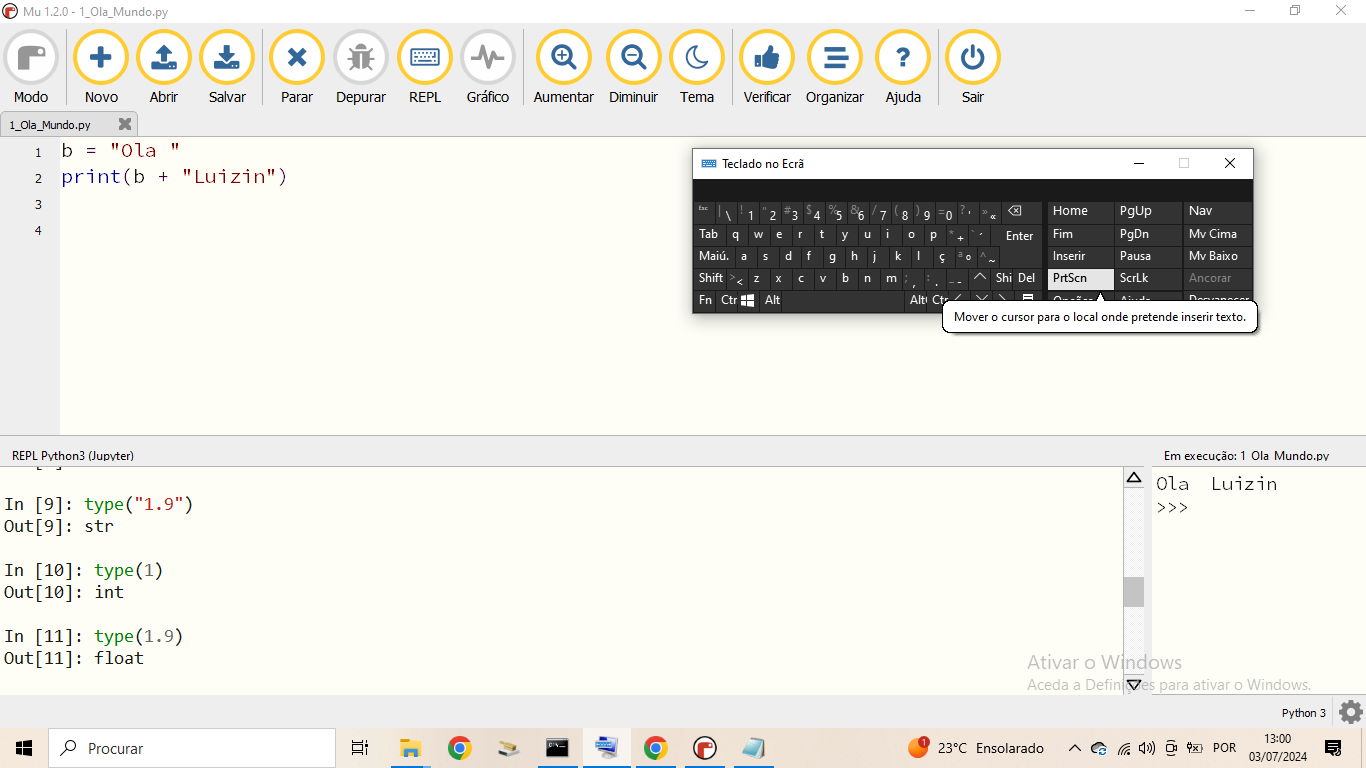 Mu 1.2.0 - 1_Ola_Mundo.py
Modo Novo Abrir Salvar Parar Depurar REPL Gráfico Aumentar Diminuir Tema Verificar Organizar Ajuda Sair
1_Ola_Mundo.py
1 b = "Ola "
2 print(b + "Luizin")
3
4
Teclado no Ecrã
Esc | \ ! 1 " 2 # 3 $ 4 % 5 & 6 / 7 ( 8 ) 9 = 0 ? ' » « Home PgUp Nav
Tab q w e r t y u i o p * + ` ´ Enter Fim PgDn Mv Cima
Maiú. a s d f g h j k l ç ª º ^ ~ Inserir Pausa Mv Baixo
Shift > < z x c v b n m ; , : . _ - Shi Del PrtScn ScrLk Ancorar
Fn Ctr Alt Alt Ctr Opções Ajuda Desvanecer
Mover o cursor para o local onde pretende inserir texto.
REPL Python3 (Jupyter)
In [9]: type("1.9")
Out[9]: str
In [10]: type(1)
Out[10]: int
In [11]: type(1.9)
Out[11]: float
Em execução: 1_Ola_Mundo.py
Ola  Luizin
>>>
Ativar o Windows
Aceda a Definições para ativar o Windows.
Python 3
Procurar
1
23°C Ensolarado
POR
13:00
03/07/2024